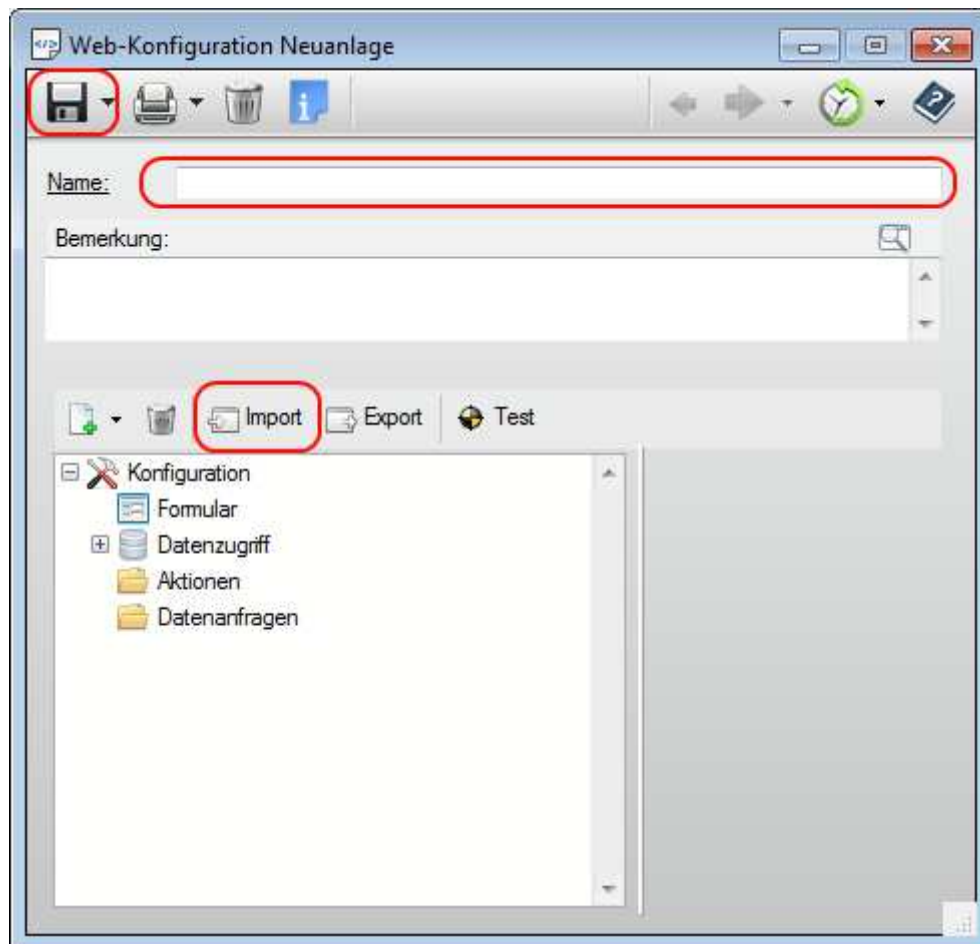 Web-Konfiguration Neuanlage
Name:
Bemerkung:
Import Export Test
Konfiguration
Formular
Datenzugriff
Aktionen
Datenanfragen